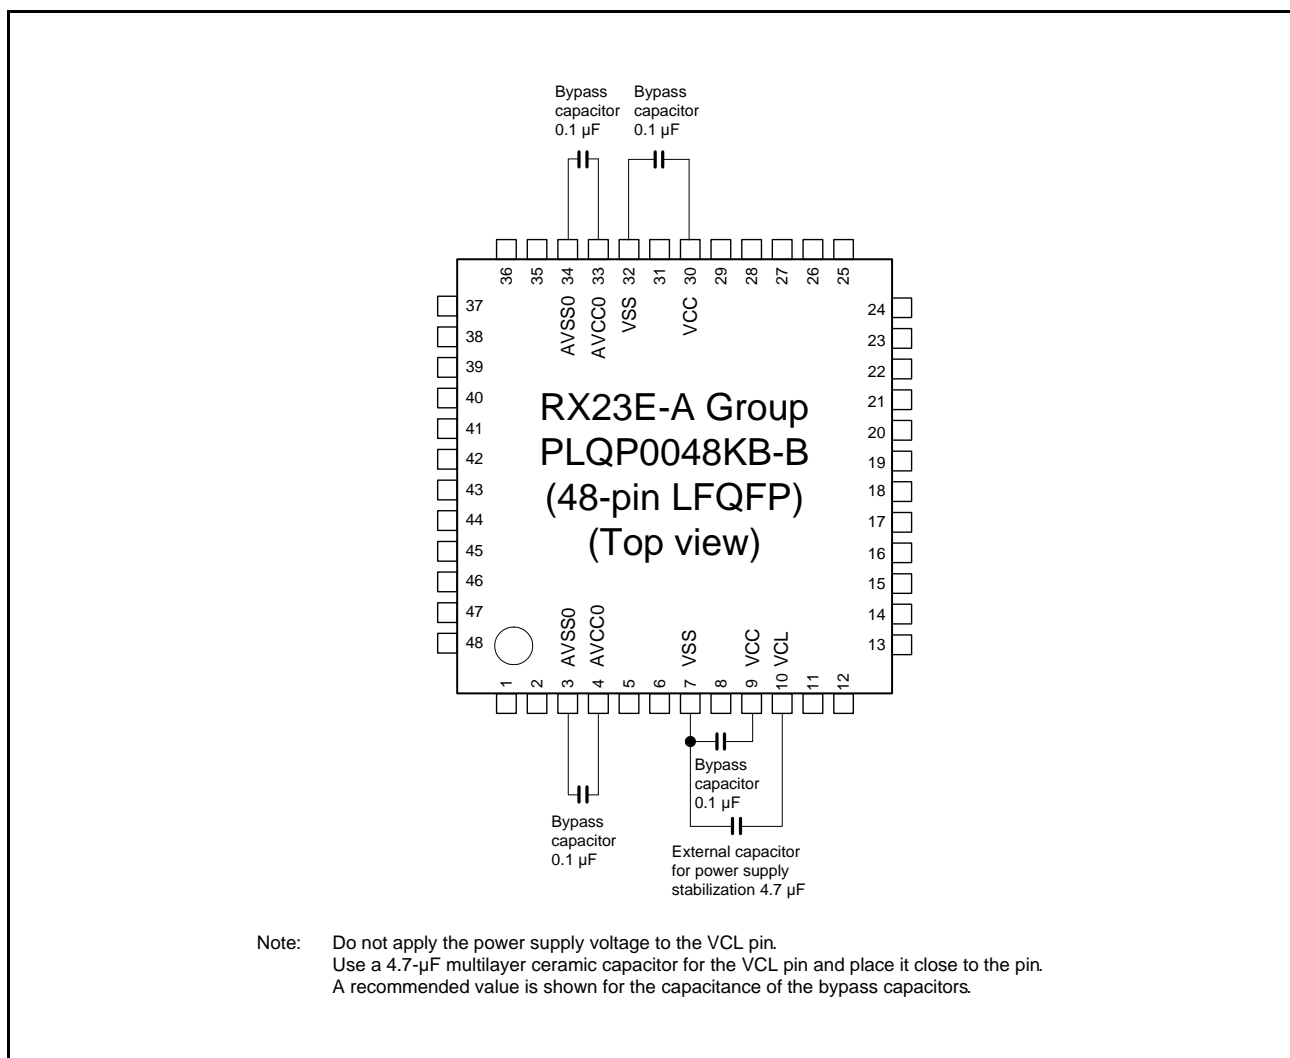 Bypass
capacitor
0.1 µF
Bypass
capacitor
0.1 µF
36
35
34
33
32
31
30
29
28
27
26
25
AVSS0
AVCC0
VSS
VCC
37
38
39
40
41
42
43
44
45
46
47
48
24
23
22
21
20
19
18
17
16
15
14
13
RX23E-A Group
PLQP0048KB-B
(48-pin LFQFP)
(Top view)
AVSS0
AVCC0
VSS
VCC
VCL
1
2
3
4
5
6
7
8
9
10
11
12
Bypass
capacitor
0.1 µF
Bypass
capacitor
0.1 µF
External capacitor
for power supply
stabilization 4.7 µF
Note: Do not apply the power supply voltage to the VCL pin.
Use a 4.7-µF multilayer ceramic capacitor for the VCL pin and place it close to the pin.
A recommended value is shown for the capacitance of the bypass capacitors.